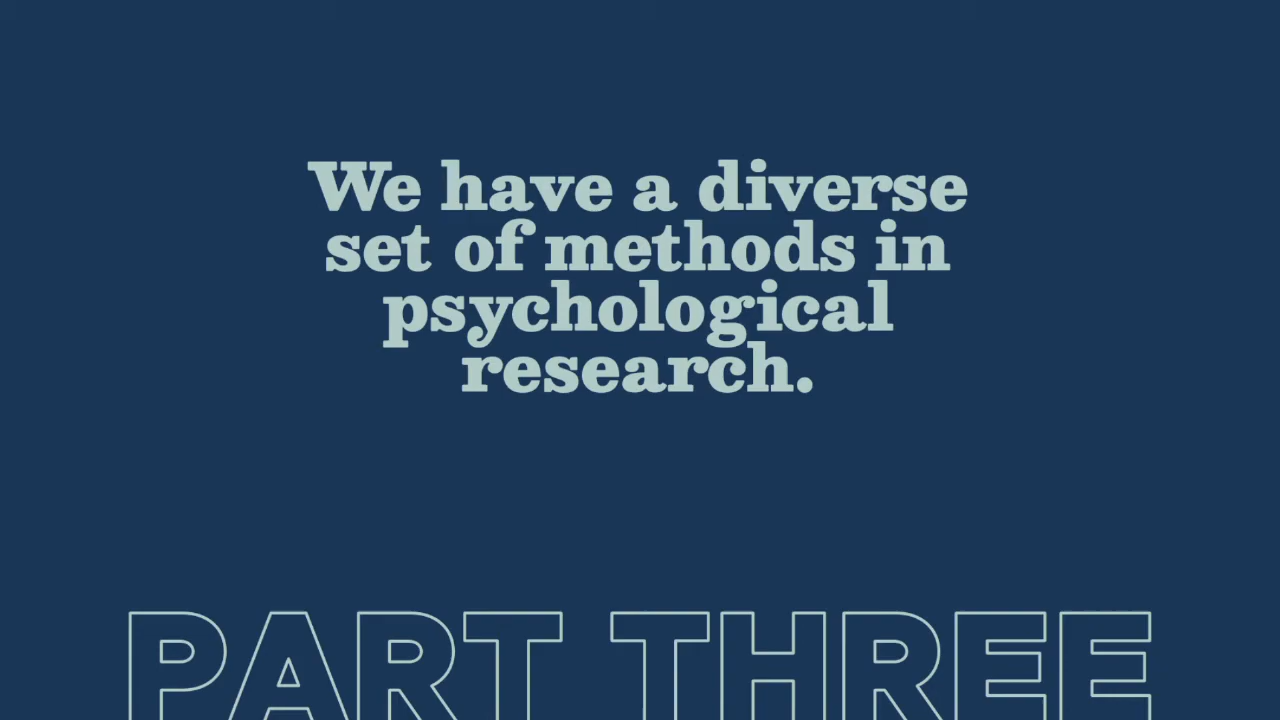 We have a diverse
set of methods in
psychological
research.
PART THREE